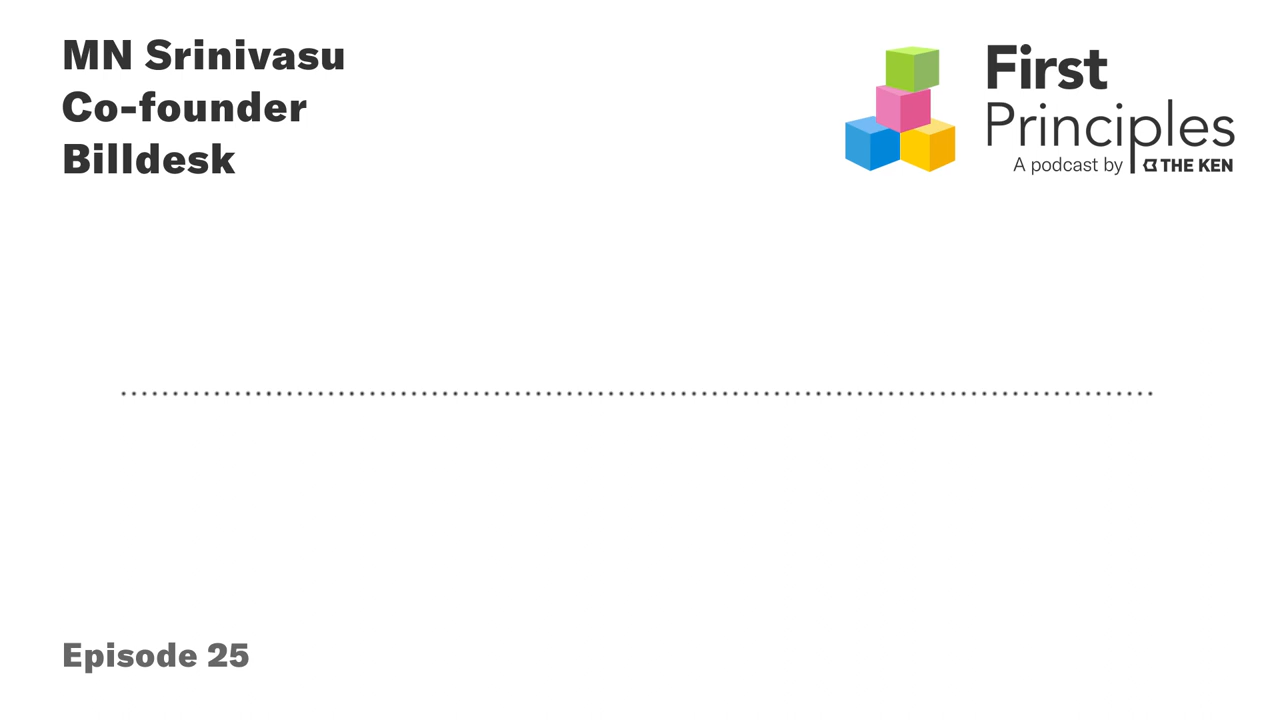 MN Srinivasu
Co-founder
Billdesk
First
Principles
A podcast by THE KEN
Episode 25